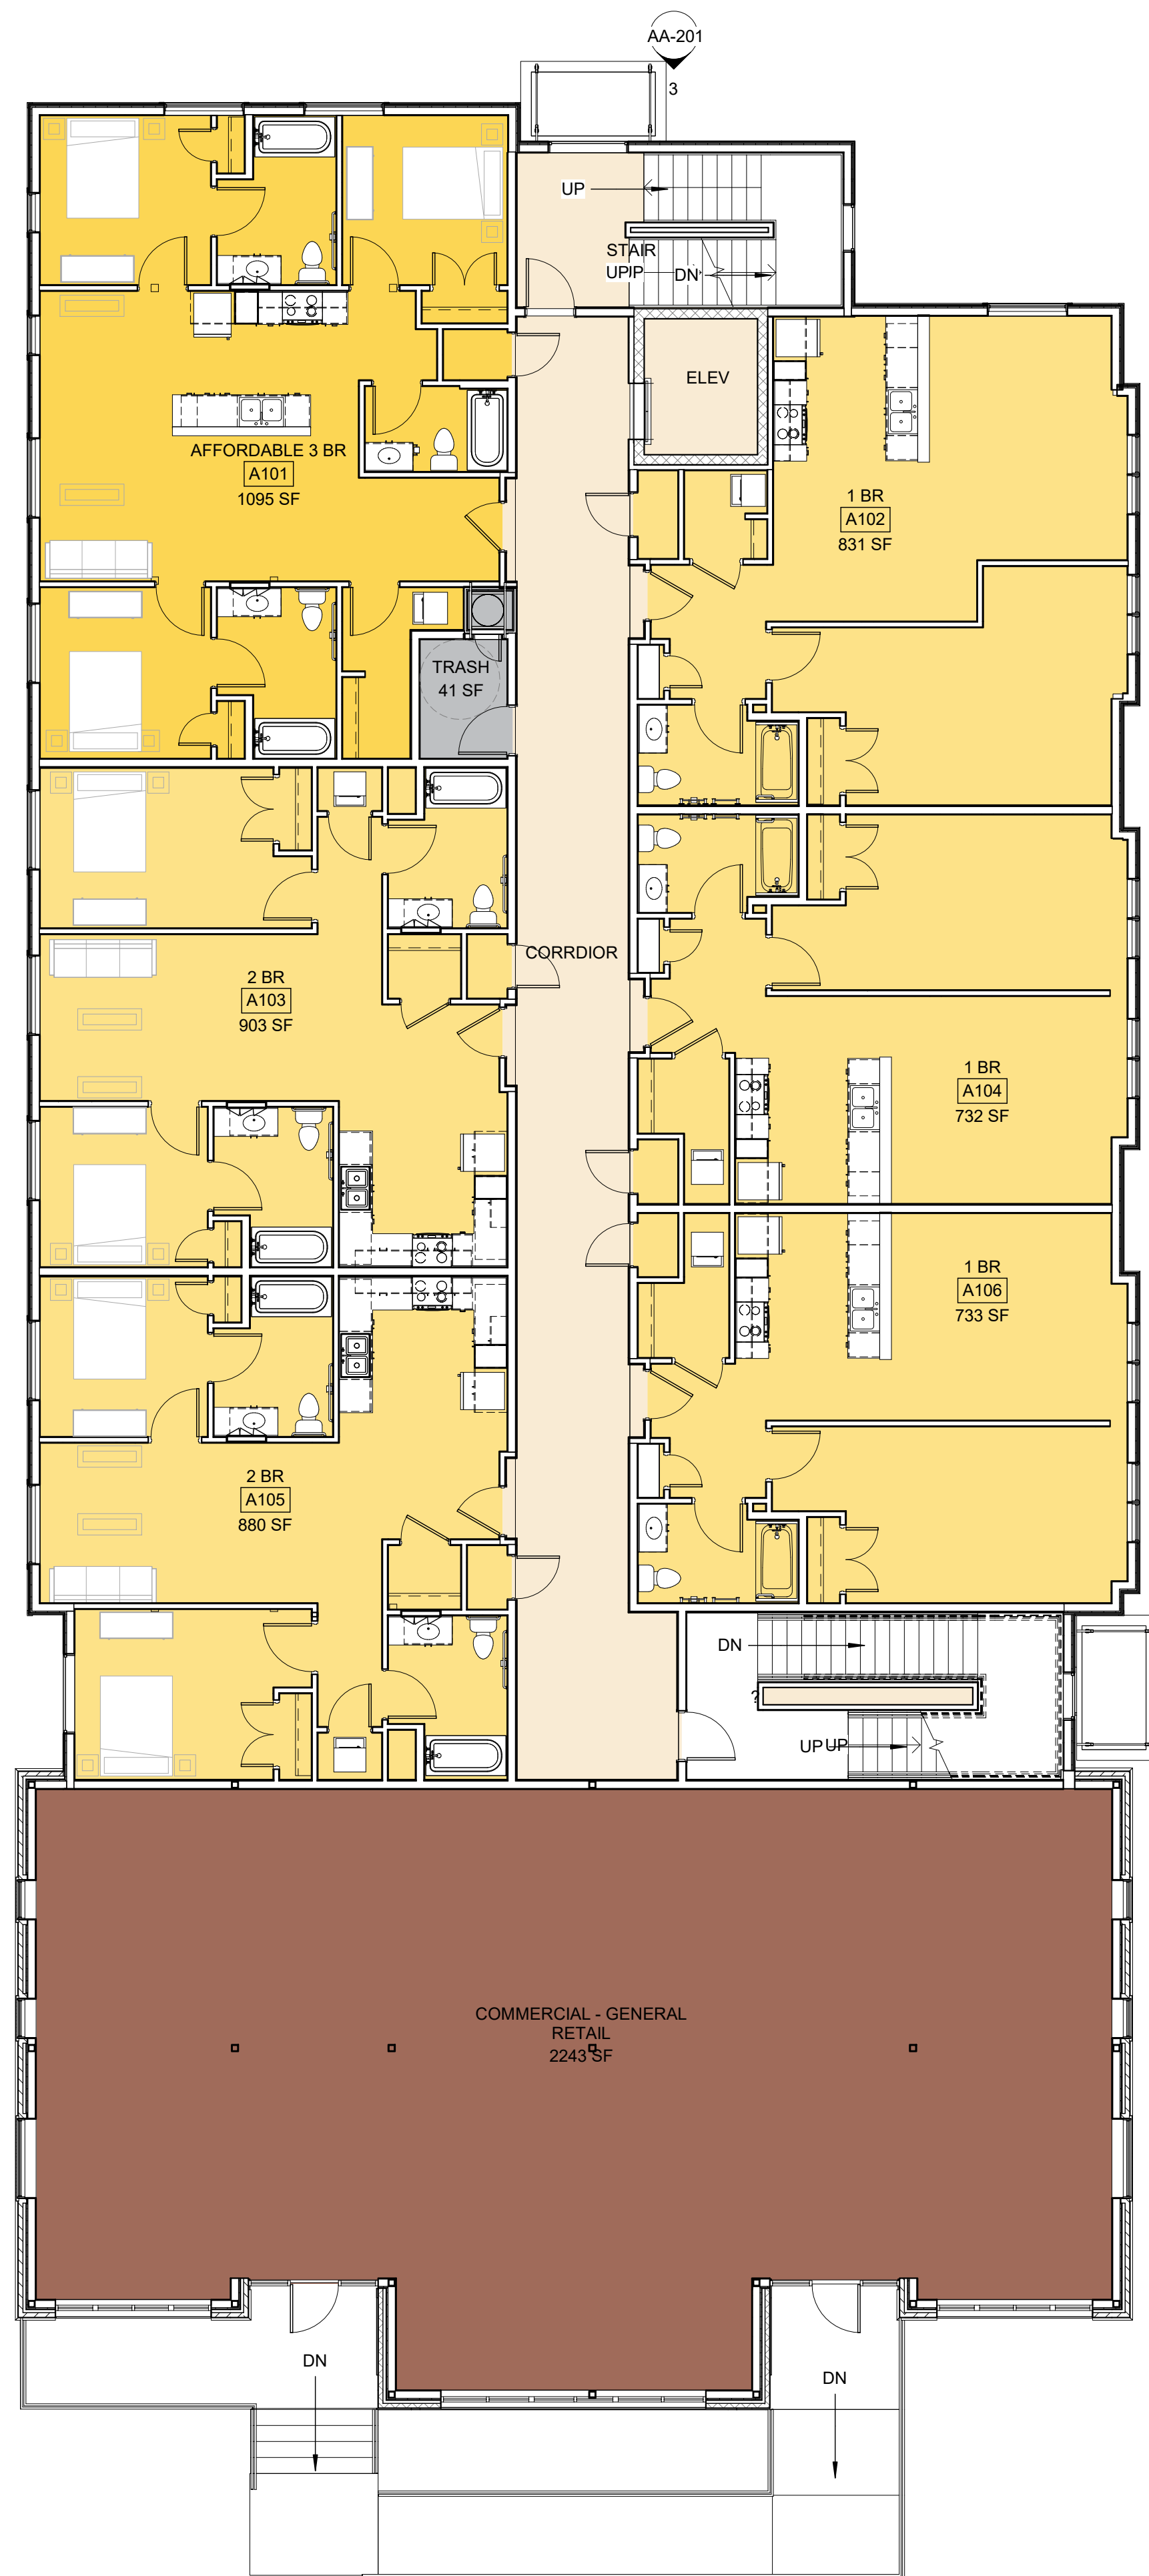 AA-201
3
UP
STAIR
UPIP
DN
ELEV
AFFORDABLE 3 BR
A101
1095 SF
1 BR
A102
831 SF
TRASH
41 SF
CORRDIOR
2 BR
A103
903 SF
1 BR
A104
732 SF
1 BR
A106
733 SF
2 BR
A105
880 SF
DN
?
UP UP
COMMERCIAL - GENERAL
RETAIL
2243 SF
DN
DN